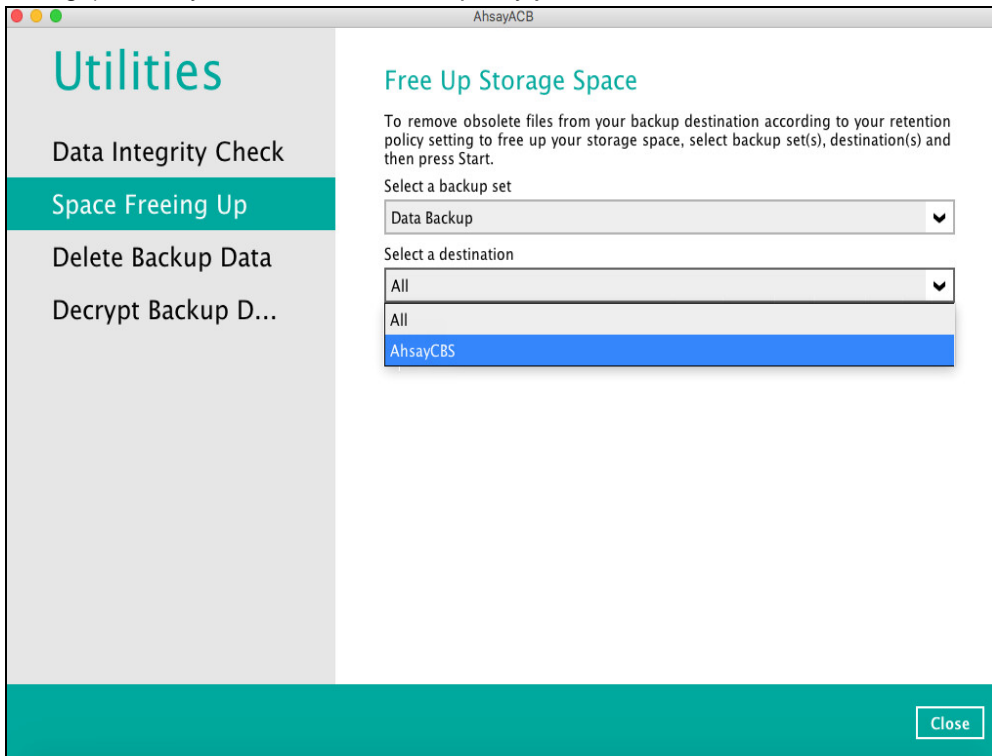 AhsayACB
Utilities
Data Integrity Check
Space Freeing Up
Delete Backup Data
Decrypt Backup D...
Free Up Storage Space
To remove obsolete files from your backup destination according to your retention
policy setting to free up your storage space, select backup set(s), destination(s) and
then press Start.
Select a backup set
Data Backup
Select a destination
All
All
AhsayCBS
Close